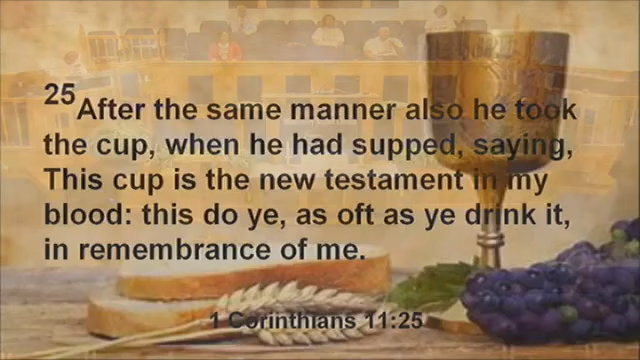 25 After the same manner also he took
the cup, when he had supped, saying,
This cup is the new testament in my
blood: this do ye, as oft as ye drink it,
in remembrance of me.
1 Corinthians 11:25